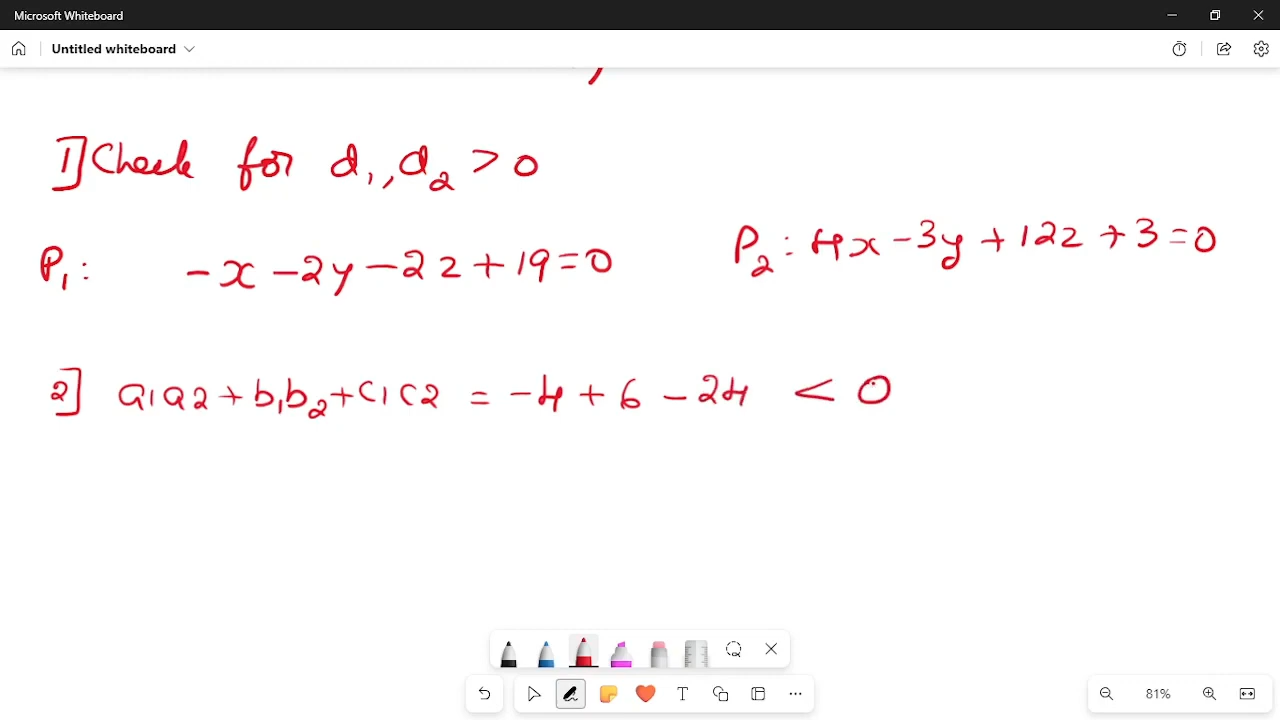 Microsoft Whiteboard
Untitled whiteboard
1] Check for d₁, d₂ > 0
P₁: -x -2y -2z + 19 = 0
P₂: 4x - 3y + 12z + 3 = 0
2] a1a2 + b₁b₂ + c1c2 = -4 + 6 - 24 < 0
81%